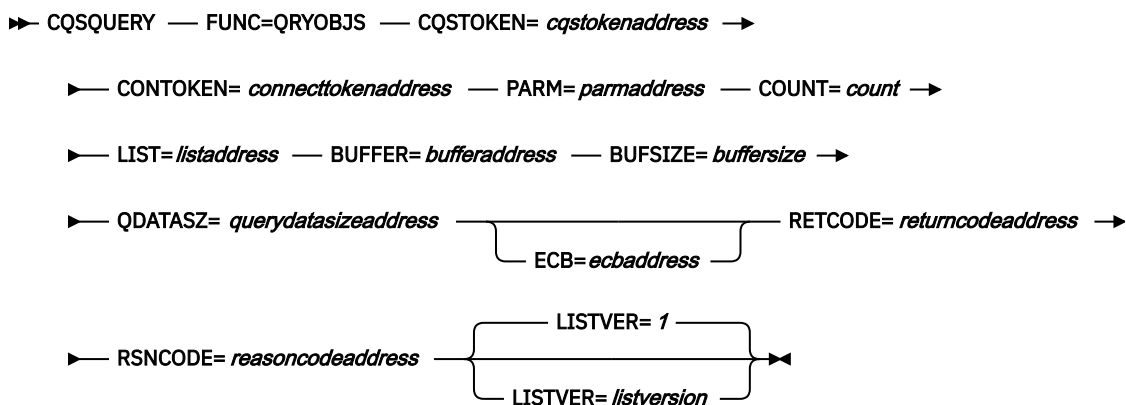 CQSQUERY FUNC=QRYOBJS CQSTOKEN= cqstokenaddress
CONTOKEN= connecttokenaddress PARM= parmaddress COUNT= count
LIST= listaddress BUFFER= bufferaddress BUFSIZE= buffersize
QDATASZ= querydatasizeaddress RETCODE= returncodeaddress
ECB= ecbaddress
LISTVER= 1
RSNCODE= reasoncodeaddress
LISTVER= listversion